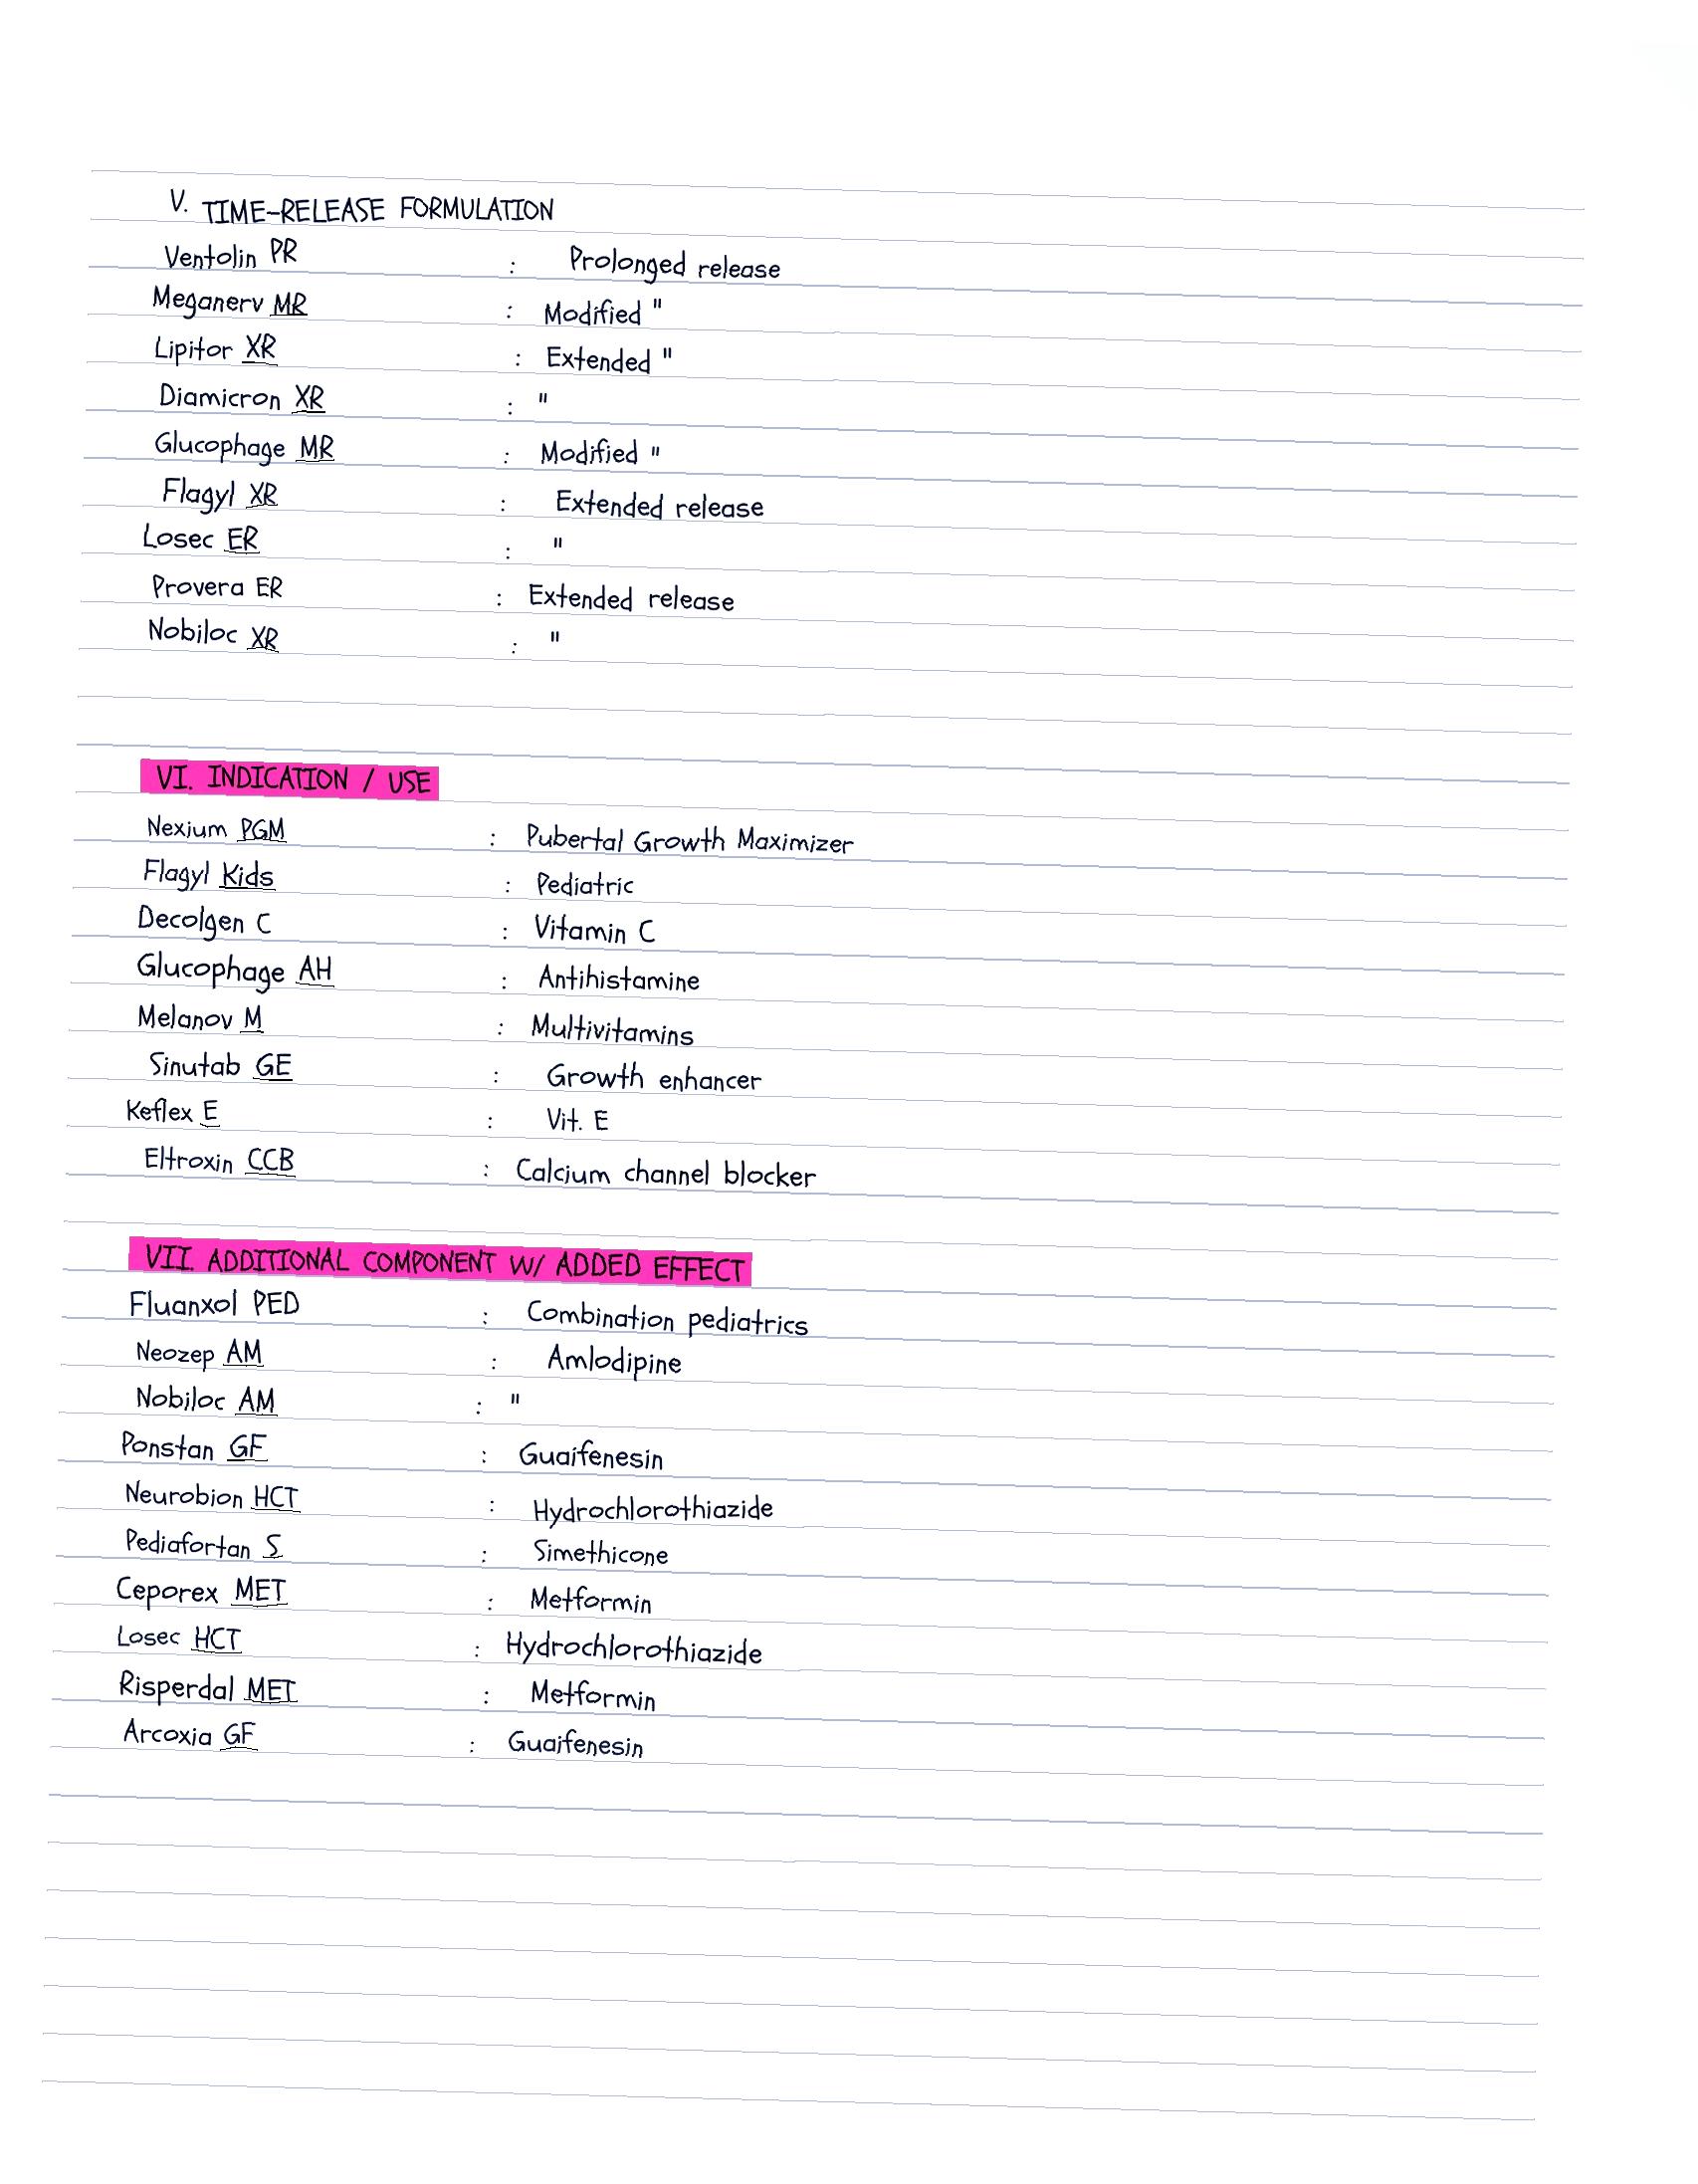 V. TIME-RELEASE FORMULATION
Ventolin PR : Prolonged release
Meganerv MR : Modified "
Lipitor XR : Extended "
Diamicron XR : "
Glucophage MR : Modified "
Flagyl XR : Extended release
Losec ER : "
Provera ER : Extended release
Nobiloc XR : "
VI. INDICATION / USE
Nexium PGM : Pubertal Growth Maximizer
Flagyl Kids : Pediatric
Decolgen C : Vitamin C
Glucophage AH : Antihistamine
Melanov M : Multivitamins
Sinutab GE : Growth enhancer
Keflex E : Vit. E
Eltroxin CCB : Calcium channel blocker
VII. ADDITIONAL COMPONENT W/ ADDED EFFECT
Fluanxol PED : Combination pediatrics
Neozep AM : Amlodipine
Nobiloc AM : "
Ponstan GF : Guaifenesin
Neurobion HCT : Hydrochlorothiazide
Pediafortan S : Simethicone
Ceporex MET : Metformin
Losec HCT : Hydrochlorothiazide
Risperdal MET : Metformin
Arcoxia GF : Guaifenesin